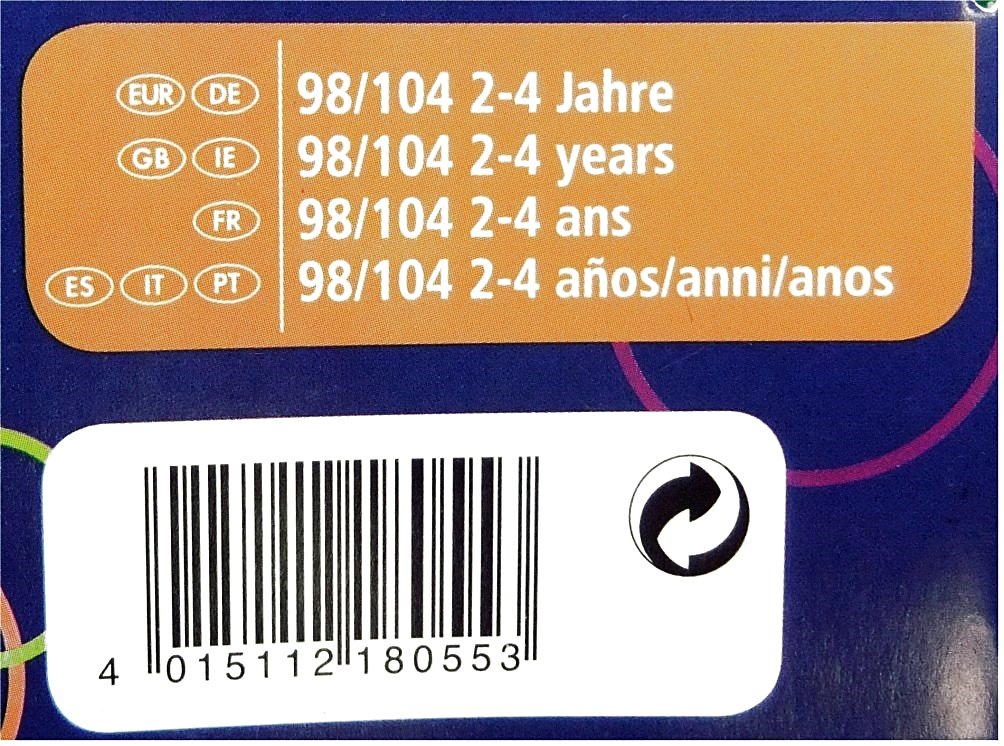 EUR DE 98/104 2-4 Jahre
GB IE 98/104 2-4 years
FR 98/104 2-4 ans
ES IT PT 98/104 2-4 años/anni/anos
4 015112 180553